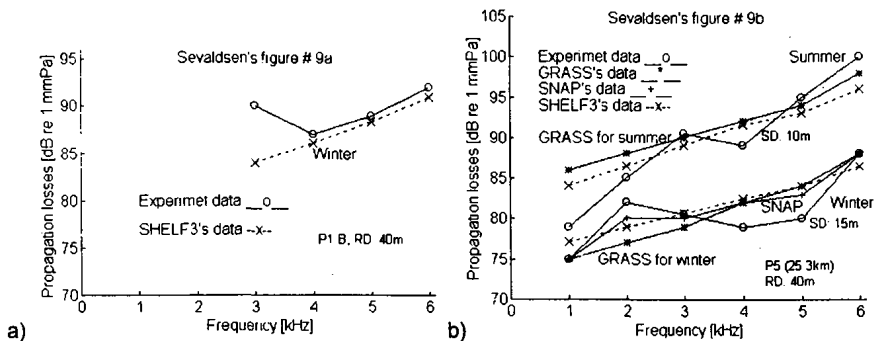 Sevaldsen's figure # 9a
Propagation losses [dB re 1 mmPa]
95
90
85
80
75
70
Winter
Experimet data __o__
SHELF3's data --x--
P1 B, RD. 40m
0 1 2 3 4 5 6
Frequency [kHz]
a)
Sevaldsen's figure # 9b
Propagation losses [dB re 1 mmPa]
105
100
95
90
85
80
75
70
Experimet data __o__
GRASS's data __*__
SNAP's data __+__
SHELF3's data --x--
Summer
GRASS for summer
SD. 10m
SNAP
Winter
SD: 15m
GRASS for winter
P5 (25 3km)
RD. 40m
0 1 2 3 4 5 6
Frequency [kHz]
b)